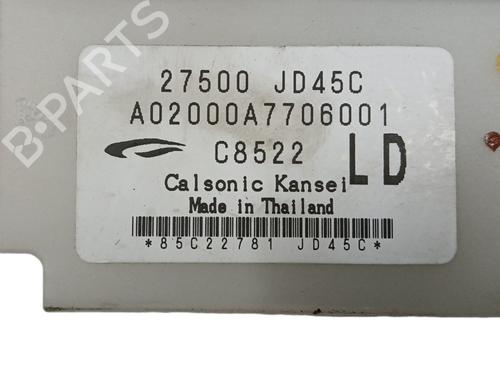 27500 JD45C
A02000A7706001
C8522 LD
Calsonic Kansei
Made in Thailand
*85C22781 JD45C*
B-PARTS